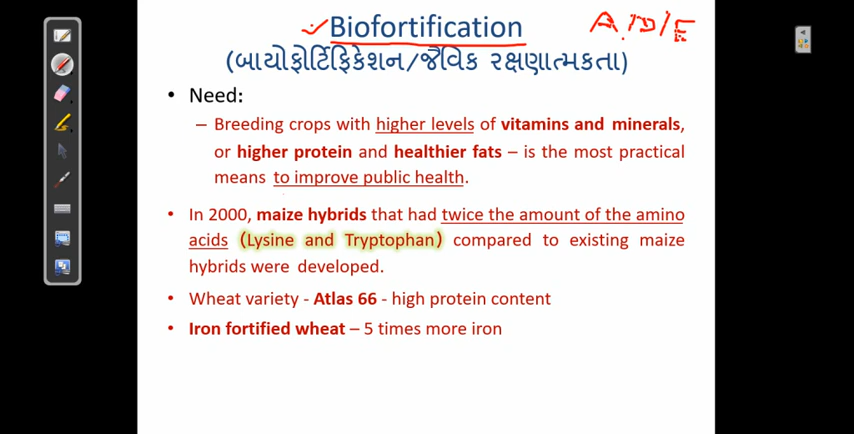 Biofortification
A, D, E
(બાયોફોર્ટિફિકેશન/જૈવિક રક્ષણાત્મકતા)
• Need:
– Breeding crops with higher levels of vitamins and minerals,
or higher protein and healthier fats – is the most practical
means to improve public health.
• In 2000, maize hybrids that had twice the amount of the amino
acids (Lysine and Tryptophan) compared to existing maize
hybrids were developed.
• Wheat variety - Atlas 66 - high protein content
• Iron fortified wheat – 5 times more iron